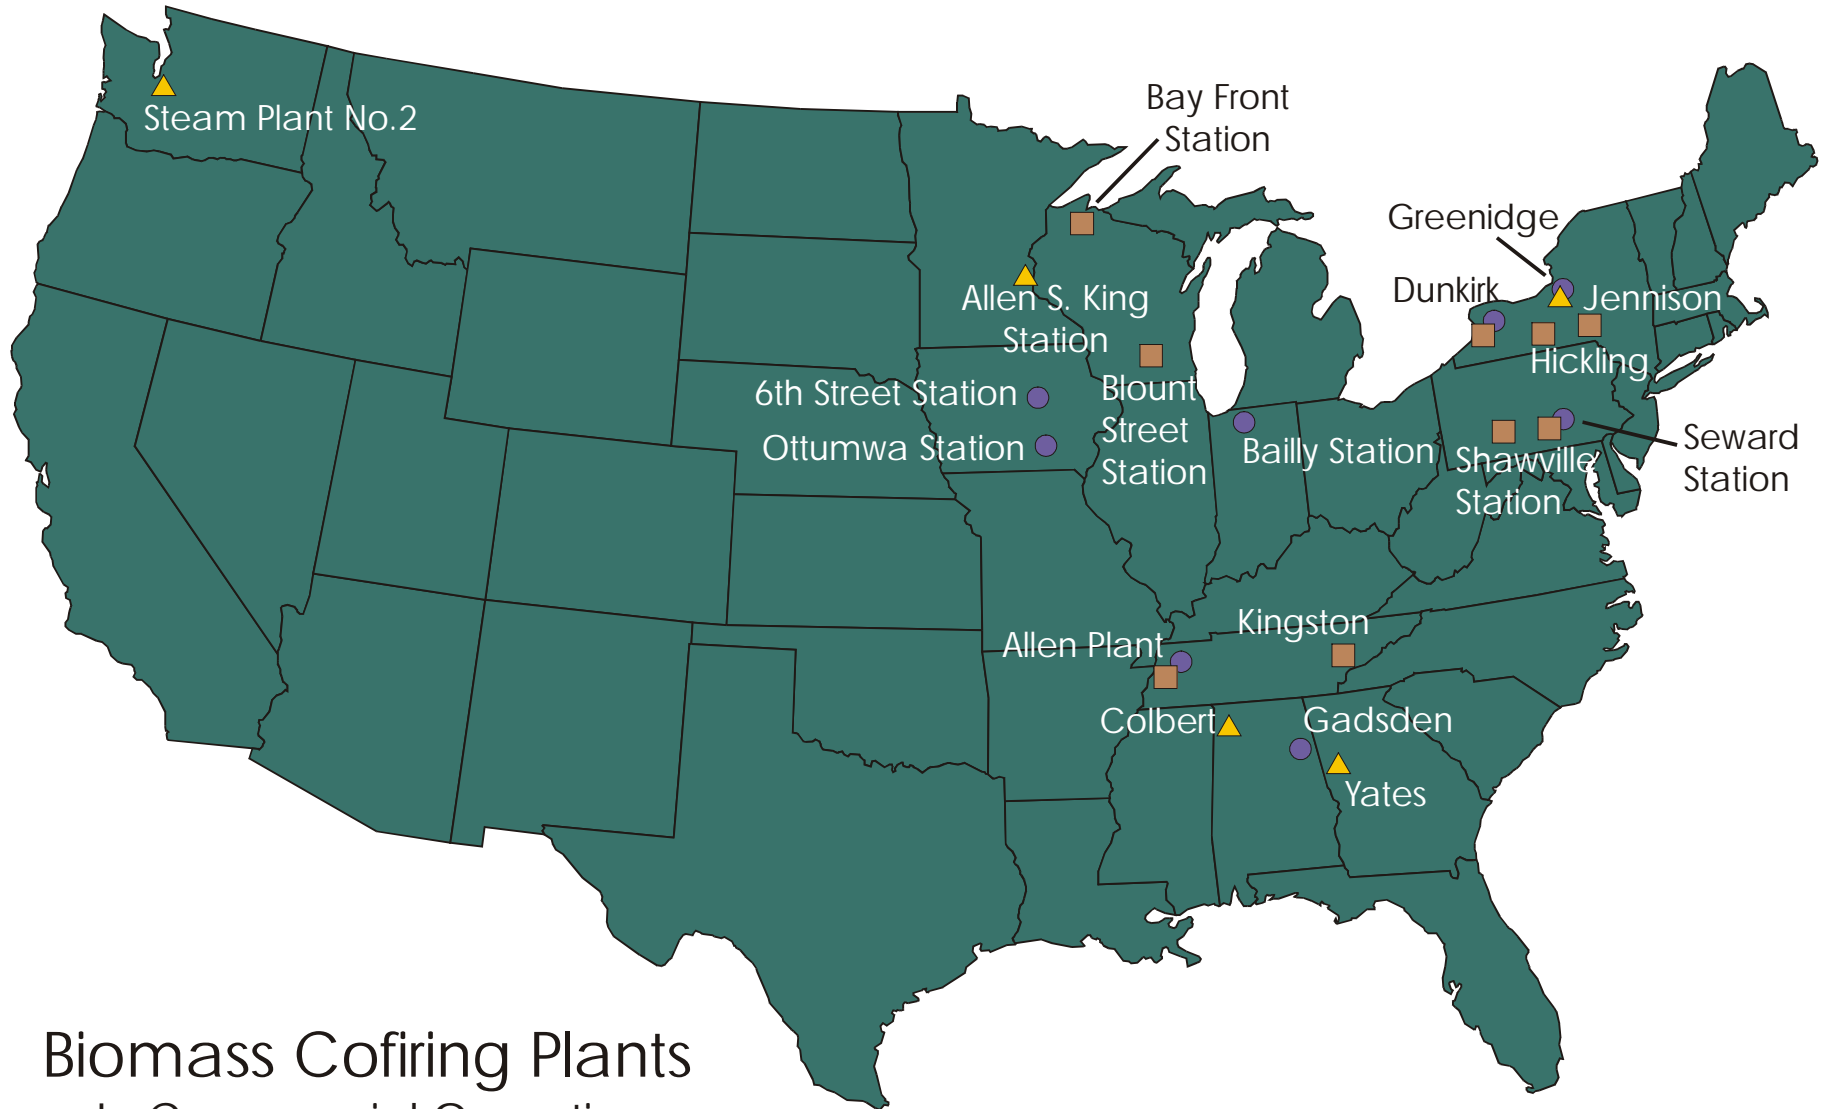 Steam Plant No.2
Bay Front
Station
Greenidge
Dunkirk
Jennison
Hickling
Allen S. King
Station
6th Street Station
Ottumwa Station
Blount
Street
Station
Bailly Station
Shawville
Station
Seward
Station
Kingston
Allen Plant
Colbert
Gadsden
Yates
Biomass Cofiring Plants